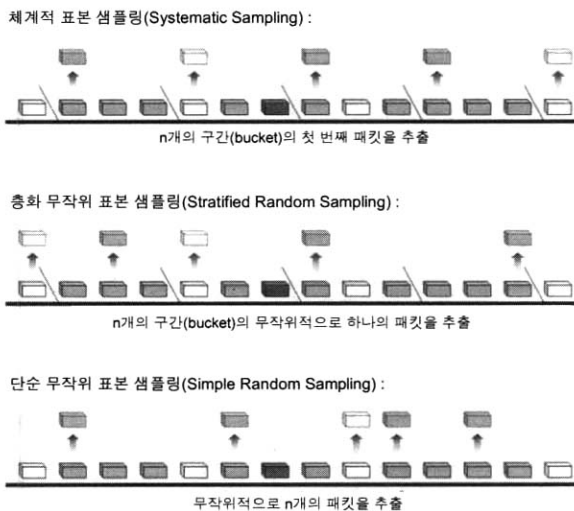 체계적 표본 샘플링(Systematic Sampling) :
n개의 구간(bucket)의 첫 번째 패킷을 추출
층화 무작위 표본 샘플링(Stratified Random Sampling) :
n개의 구간(bucket)의 무작위적으로 하나의 패킷을 추출
단순 무작위 표본 샘플링(Simple Random Sampling) :
무작위적으로 n개의 패킷을 추출